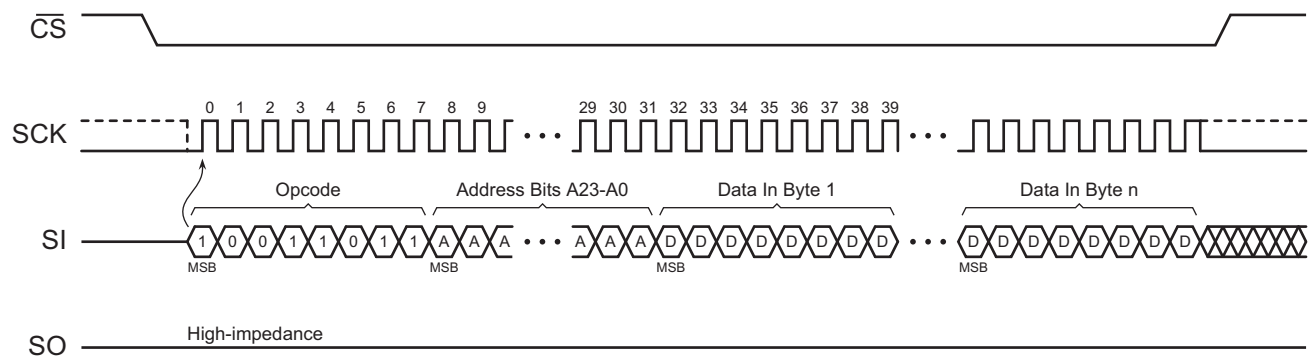 CS
0 1 2 3 4 5 6 7 8 9 29 30 31 32 33 34 35 36 37 38 39
SCK
Opcode Address Bits A23-A0 Data In Byte 1 Data In Byte n
SI 1 0 0 1 1 0 1 1 A A A A A A D D D D D D D D D D D D D D D D
MSB MSB MSB MSB
High-impedance
SO